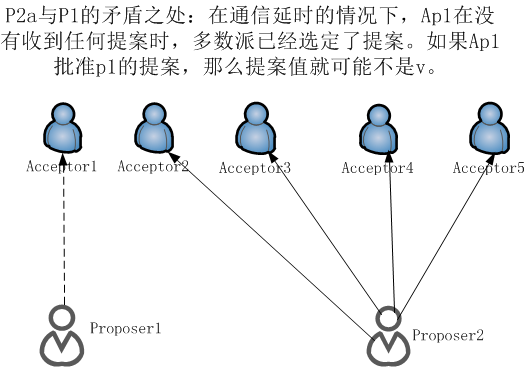 P2a与P1的矛盾之处：在通信延时的情况下，Ap1在没
有收到任何提案时，多数派已经选定了提案。如果Ap1
批准p1的提案，那么提案值就可能不是v。
Acceptor1 Acceptor2 Acceptor3 Acceptor4 Acceptor5
Proposer1
Proposer2